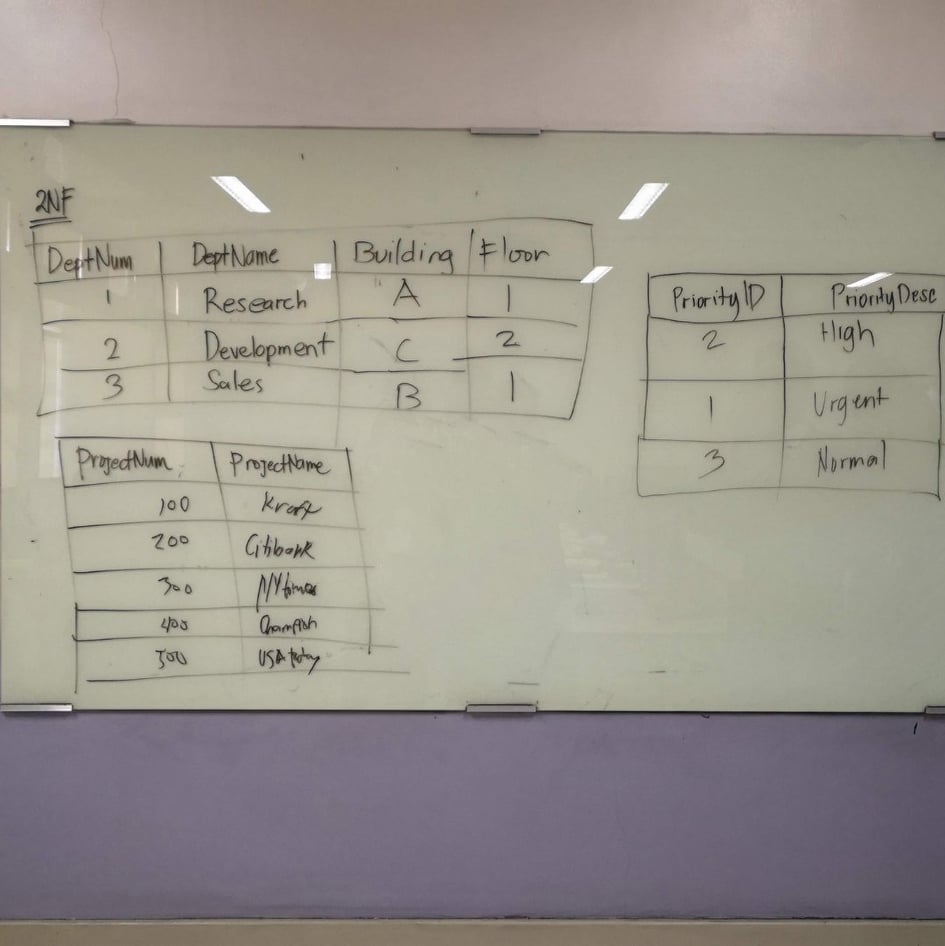 2NF
DeptNum DeptName Building Floor
1 Research A 1
2 Development C 2
3 Sales B 1
PriorityID PriorityDesc
2 High
1 Urgent
3 Normal
ProjectNum ProjectName
100 Kraft
200 Citibank
300 NYTimes
400 Champion
500 USA today